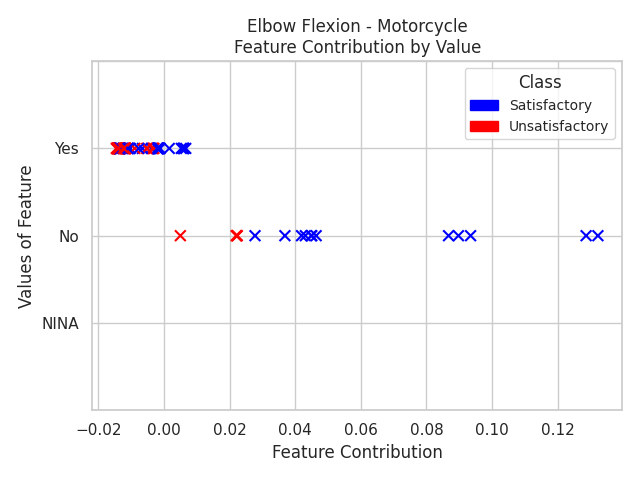 Elbow Flexion - Motorcycle
Feature Contribution by Value
Class
Satisfactory
Unsatisfactory
Values of Feature
Yes
No
NINA
−0.02 0.00 0.02 0.04 0.06 0.08 0.10 0.12
Feature Contribution